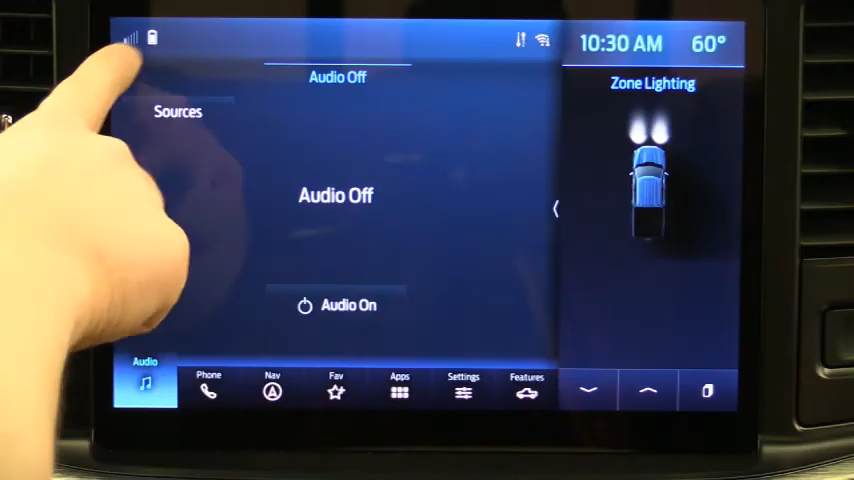 10:30 AM 60°
Audio Off
Zone Lighting
Sources
Audio Off
Audio On
Audio
Phone
Nav
Fav
Apps
Settings
Features